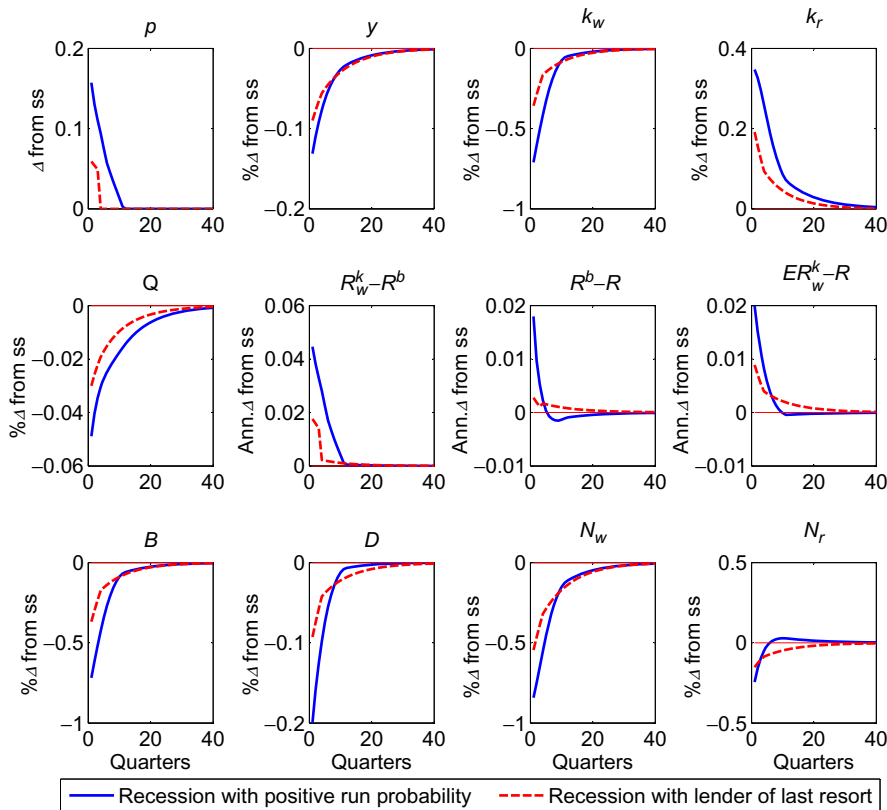 p
y
k_w
k_r
Δ from ss
0.2
0.1
0
0
20
40
%Δ from ss
0
−0.1
−0.2
0
20
40
%Δ from ss
0
−0.5
−1
0
20
40
%Δ from ss
0.4
0.2
0
0
20
40
Q
R_w^k−R^b
R^b−R
ER_w^k−R
%Δ from ss
0
−0.02
−0.04
−0.06
0
20
40
Ann.Δ from ss
0.06
0.04
0.02
0
0
20
40
Ann.Δ from ss
0.02
0.01
0
−0.01
0
20
40
Ann.Δ from ss
0.02
0.01
0
−0.01
0
20
40
B
D
N_w
N_r
%Δ from ss
0
−0.5
−1
0
20
40
Quarters
%Δ from ss
0
−0.1
−0.2
0
20
40
Quarters
%Δ from ss
0
−0.5
−1
0
20
40
Quarters
%Δ from ss
0.5
0
−0.5
0
20
40
Quarters
Recession with positive run probability
Recession with lender of last resort